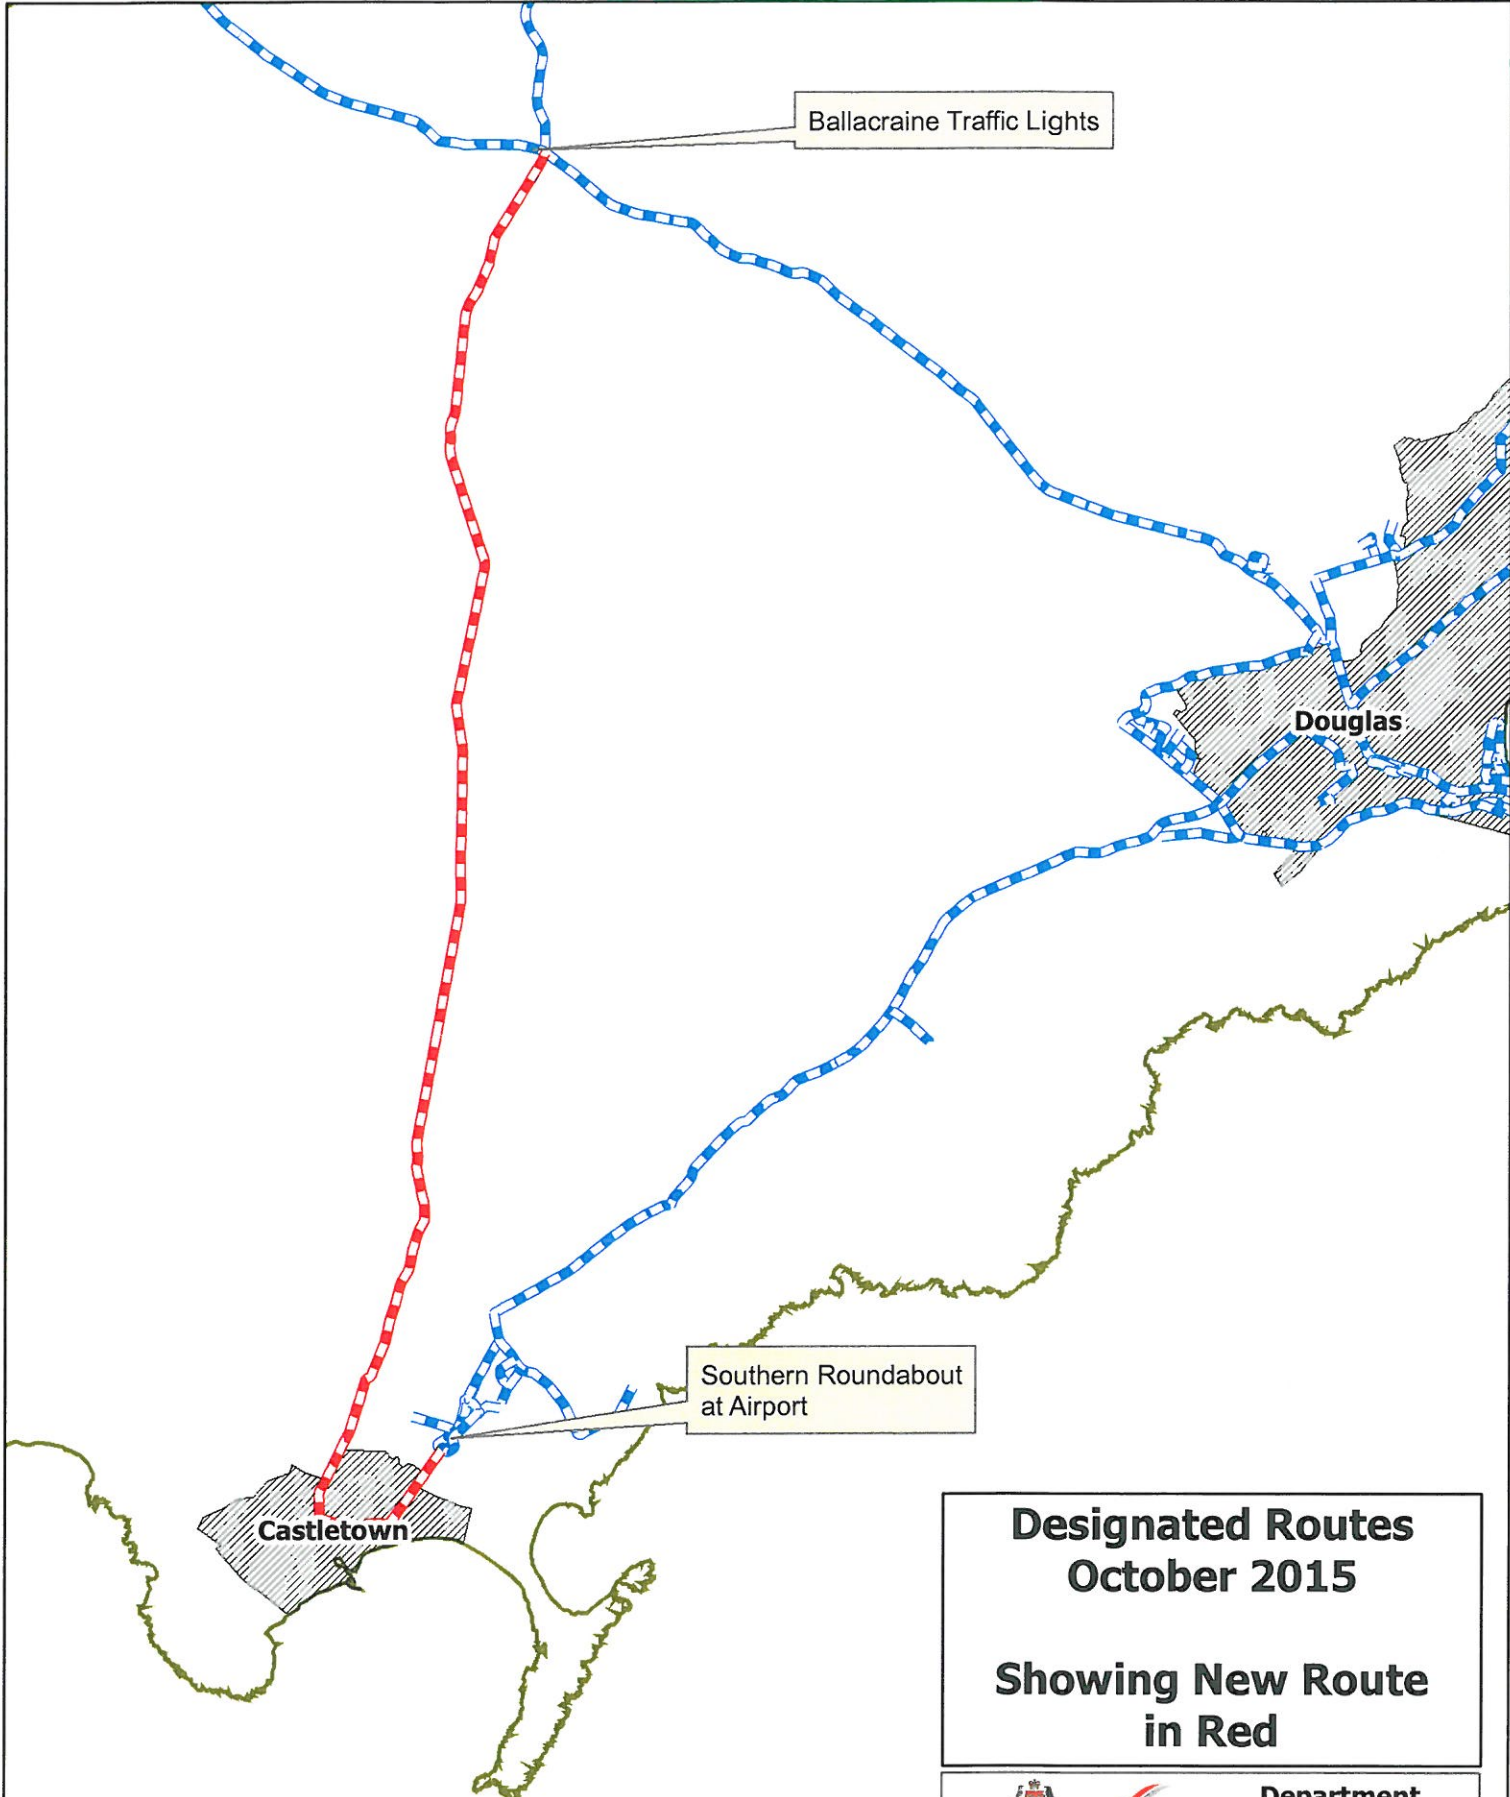 Ballacraine Traffic Lights
Douglas
Southern Roundabout
at Airport
Castletown
Designated Routes
October 2015
Showing New Route
in Red
Department